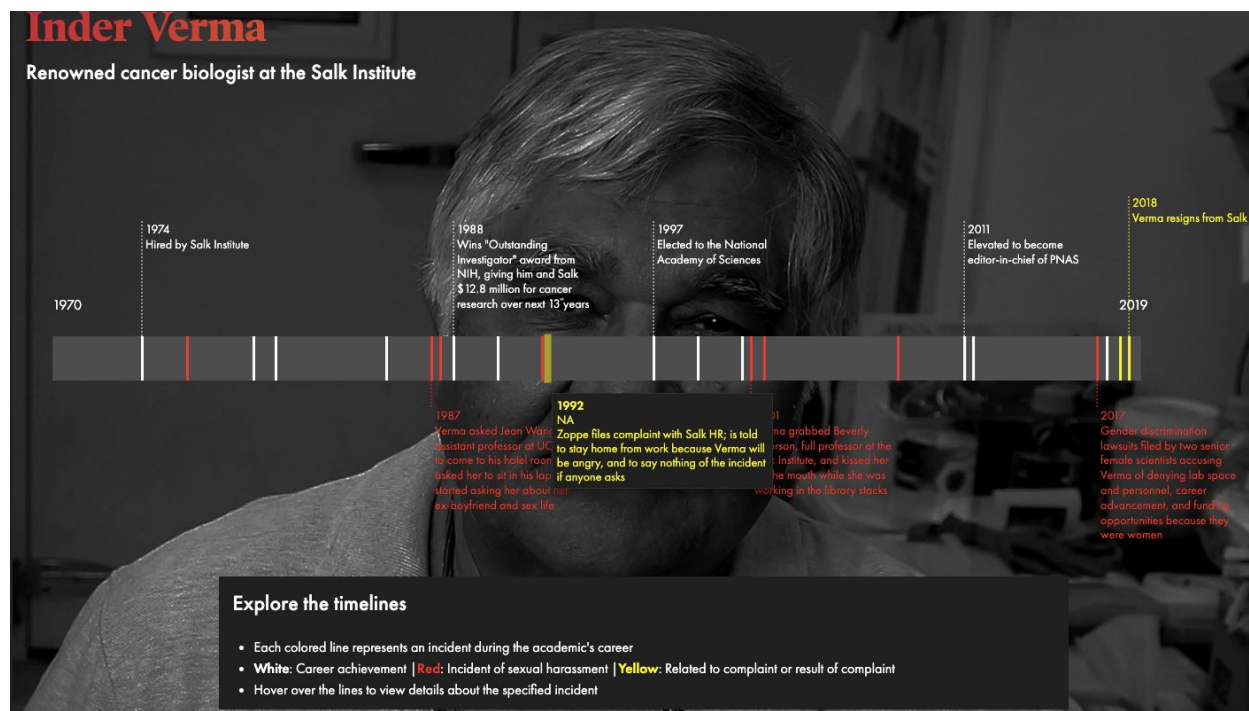 Inder Verma
Renowned cancer biologist at the Salk Institute
2018
Verma resigns from Salk
1974
Hired by Salk Institute
1988
Wins "Outstanding
Investigator" award from
NIH, giving him and Salk
$12.8 million for cancer
research over next 13 years
1997
Elected to the National
Academy of Sciences
2011
Elevated to become
editor-in-chief of PNAS
1970
2019
1987
Verma asked Jean
assistant professor at
to come to his hotel room
asked her to sit in his
started asking her about her
ex-boyfriend and sex life
1992
NA
Zoppe files complaint with Salk HR; is told
to stay home from work because Verma will
be angry, and to say nothing of the incident
if anyone asks
grabbed Beverly
full professor at the
Institute, and kissed her
mouth while she was
working in the library stacks
2017
Gender discrimination
lawsuits filed by two senior
female scientists accusing
Verma of denying lab space
and personnel, career
advancement, and funding
opportunities because they
were women
Explore the timelines
• Each colored line represents an incident during the academic's career
• White: Career achievement | Red: Incident of sexual harassment | Yellow: Related to complaint or result of complaint
• Hover over the lines to view details about the specified incident